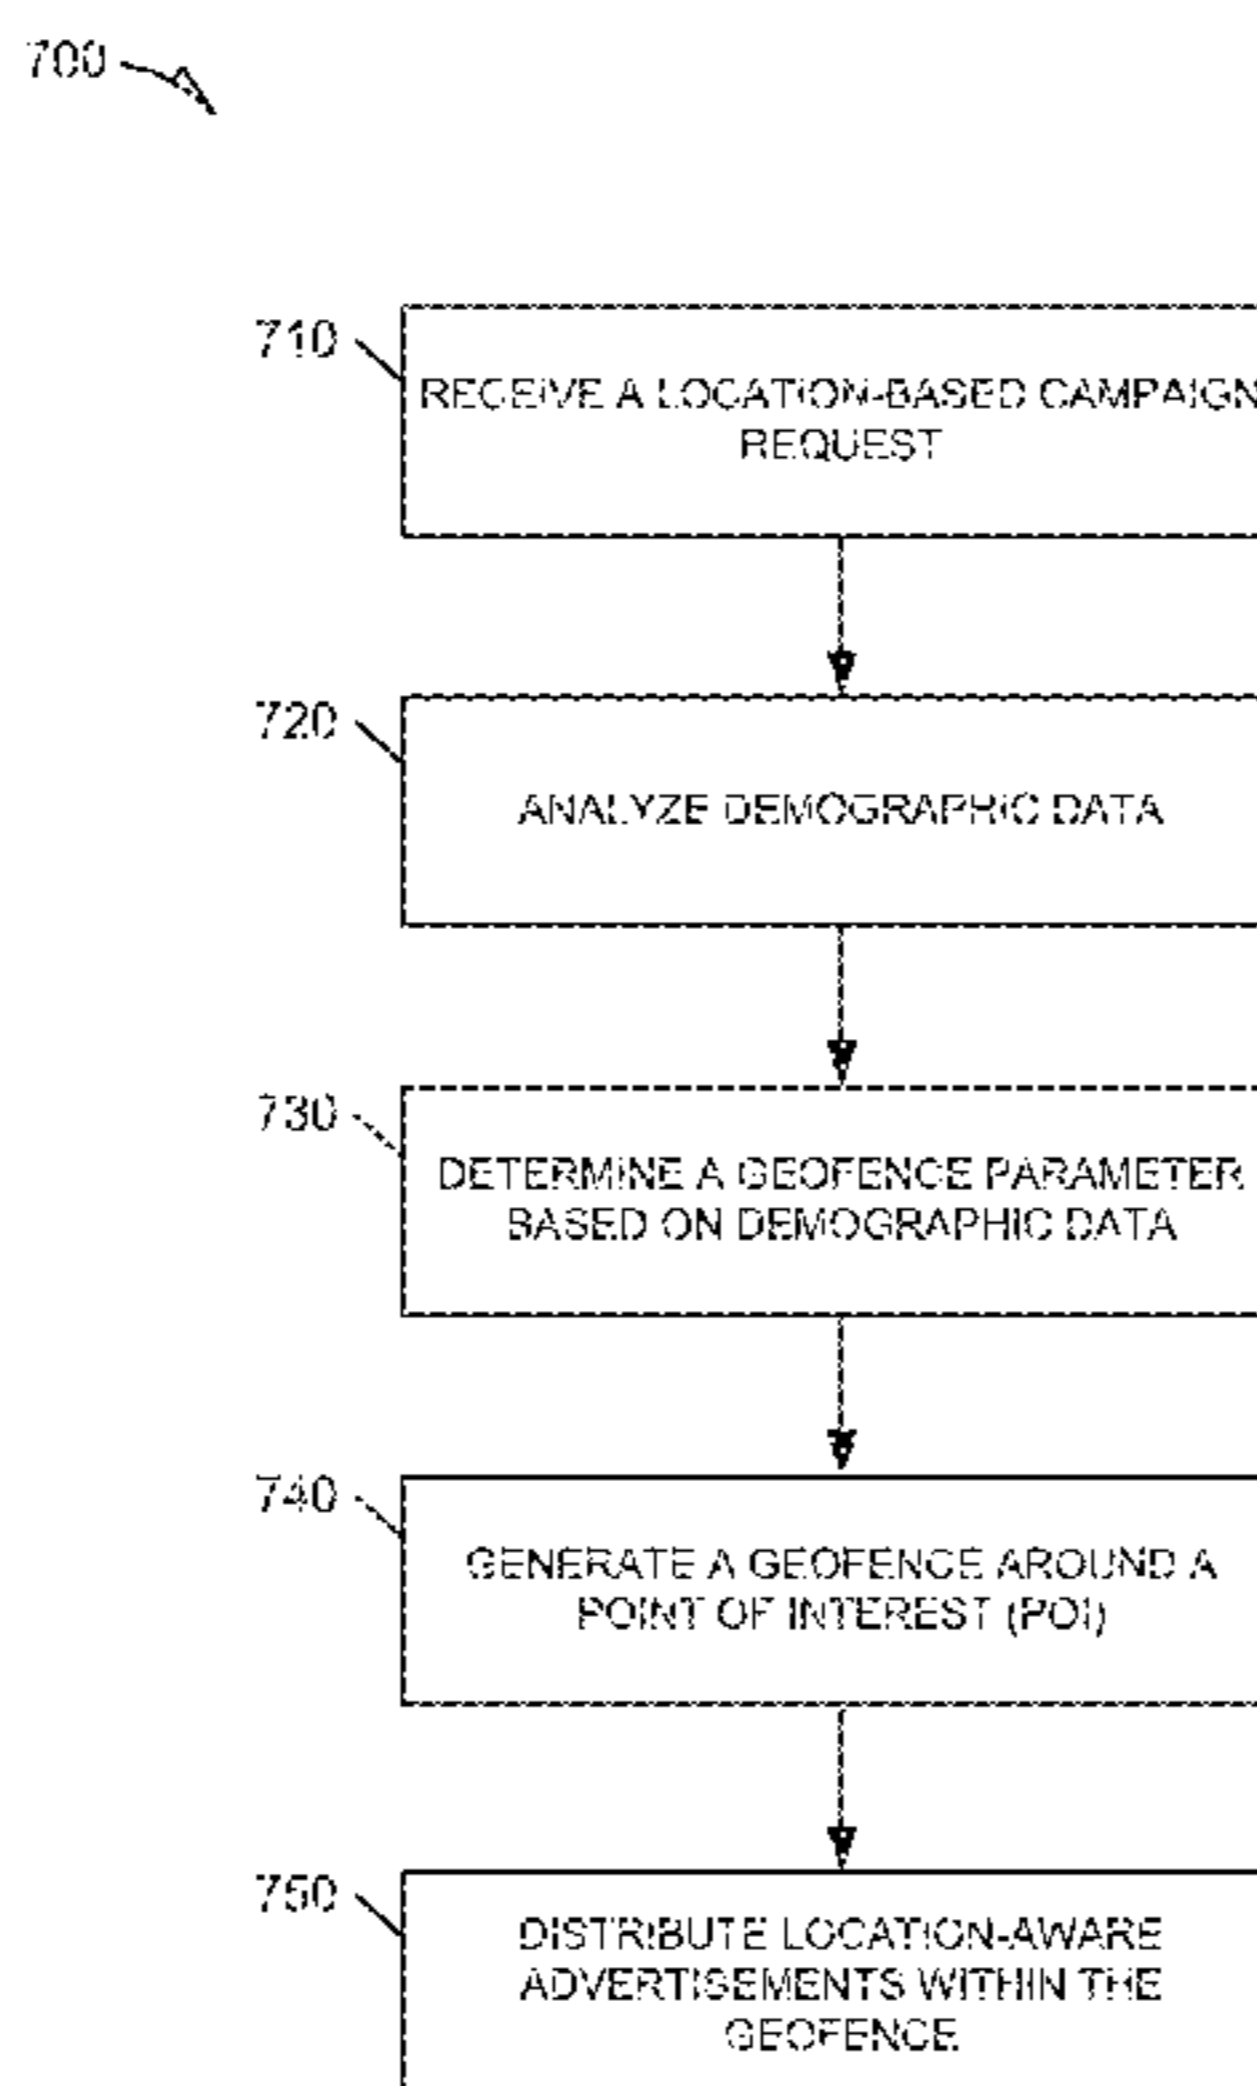 700
710
RECEIVE A LOCATION-BASED CAMPAIGN
REQUEST
720
ANALYZE DEMOGRAPHIC DATA
730
DETERMINE A GEOFENCE PARAMETER
BASED ON DEMOGRAPHIC DATA
740
GENERATE A GEOFENCE AROUND A
POINT OF INTEREST (POI)
750
DISTRIBUTE LOCATION-AWARE
ADVERTISEMENTS WITHIN THE
GEOFENCE